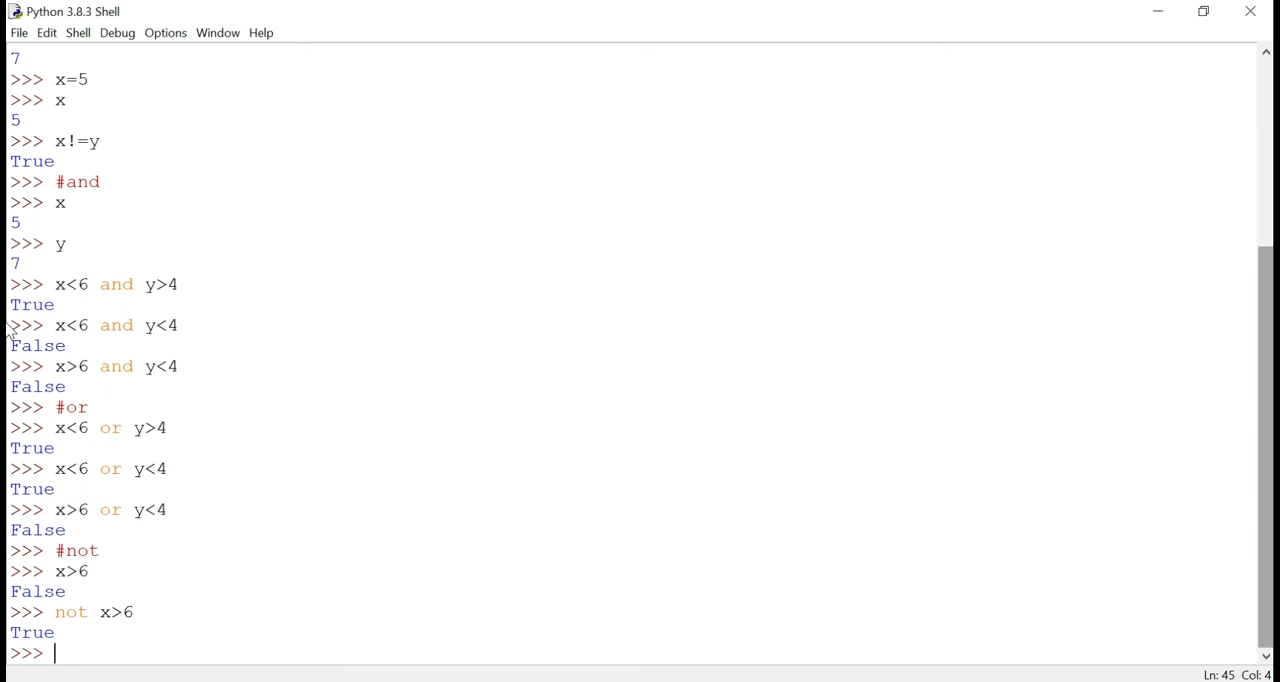 Python 3.8.3 Shell
File Edit Shell Debug Options Window Help
7
>>> x=5
>>> x
5
>>> x!=y
True
>>> #and
>>> x
5
>>> y
7
>>> x<6 and y>4
True
>>> x<6 and y<4
False
>>> x>6 and y<4
False
>>> #or
>>> x<6 or y>4
True
>>> x<6 or y<4
True
>>> x>6 or y<4
False
>>> #not
>>> x>6
False
>>> not x>6
True
>>>
Ln: 45 Col: 4